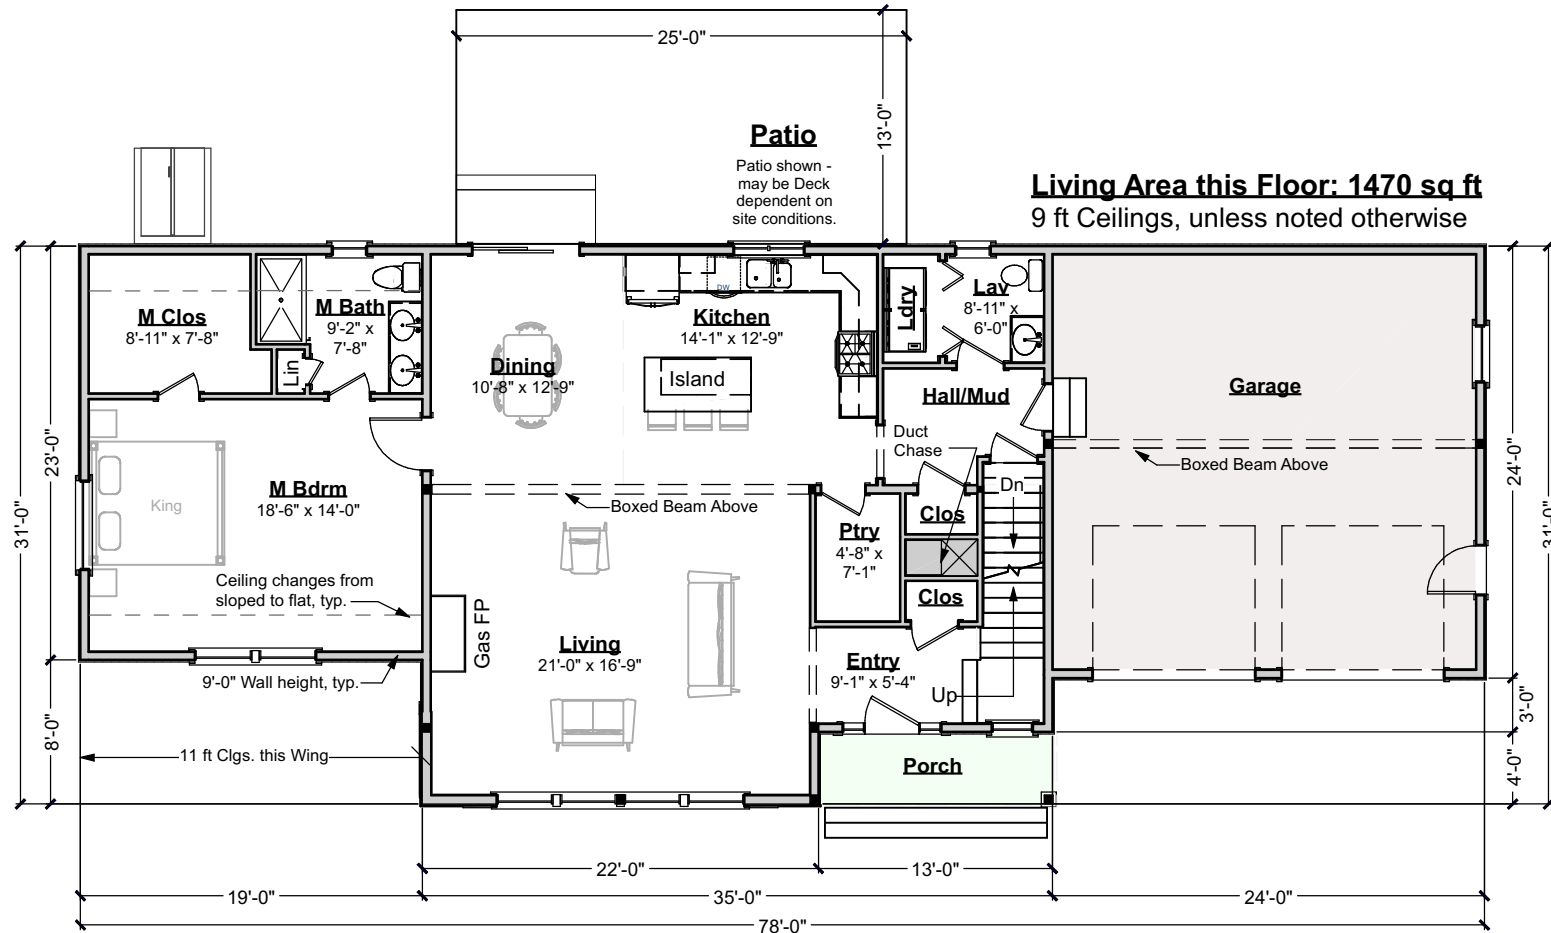 25'-0"
13'-0"
Patio
Patio shown -
may be Deck
dependent on
site conditions.
Living Area this Floor: 1470 sq ft
9 ft Ceilings, unless noted otherwise
M Clos
8'-11" x 7'-8"
M Bath
9'-2" x
7'-8"
Lin
Dining
10'-8" x 12'-9"
DW
Kitchen
14'-1" x 12'-9"
Island
Ldry
Lav
8'-11" x
6'-0"
Hall/Mud
Garage
Duct
Chase
Boxed Beam Above
31'-0"
23'-0"
King
M Bdrm
18'-6" x 14'-0"
Boxed Beam Above
Dn
Clos
Ptry
4'-8" x
7'-1"
Clos
24'-0"
31'-0"
Ceiling changes from
sloped to flat, typ.
Gas FP
Living
21'-0" x 16'-9"
Entry
9'-1" x 5'-4"
Up
9'-0" Wall height, typ.
8'-0"
11 ft Clgs. this Wing
Porch
3'-0"
4'-0"
22'-0"
13'-0"
19'-0"
35'-0"
24'-0"
78'-0"